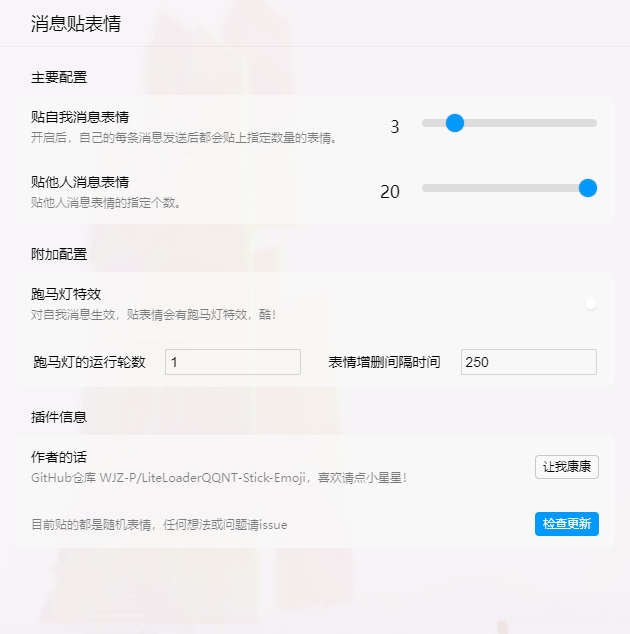 消息贴表情
主要配置
贴自我消息表情
开启后，自己的每条消息发送后都会贴上指定数量的表情。
3
贴他人消息表情
贴他人消息表情的指定个数。
20
附加配置
跑马灯特效
对自我消息生效，贴表情会有跑马灯特效，酷！
跑马灯的运行轮数 1 表情增删间隔时间 250
插件信息
作者的话
GitHub仓库 WJZ-P/LiteLoaderQQNT-Stick-Emoji，喜欢请点小星星！
让我康康
目前贴的都是随机表情，任何想法或问题请issue
检查更新